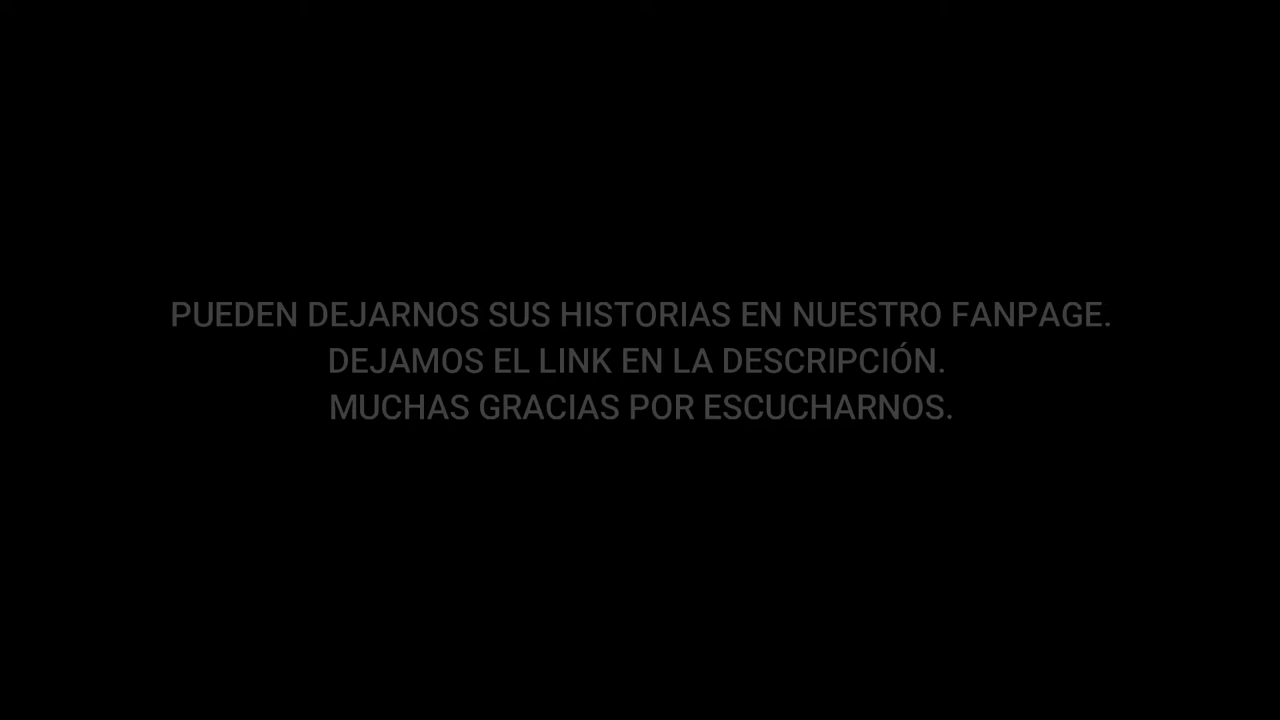 PUEDEN DEJARNOS SUS HISTORIAS EN NUESTRO FANPAGE.
DEJAMOS EL LINK EN LA DESCRIPCIÓN.
MUCHAS GRACIAS POR ESCUCHARNOS.